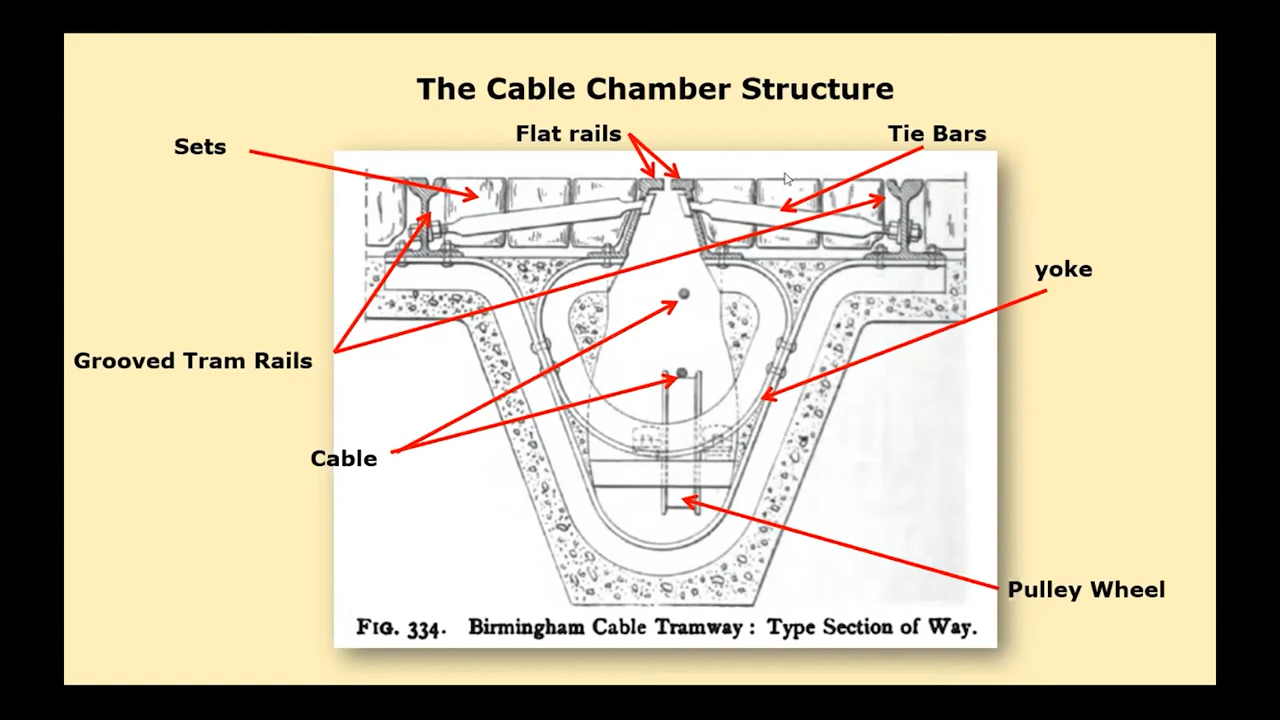 The Cable Chamber Structure
Flat rails
Tie Bars
Sets
yoke
Grooved Tram Rails
Cable
Pulley Wheel
FIG. 334. Birmingham Cable Tramway : Type Section of Way.